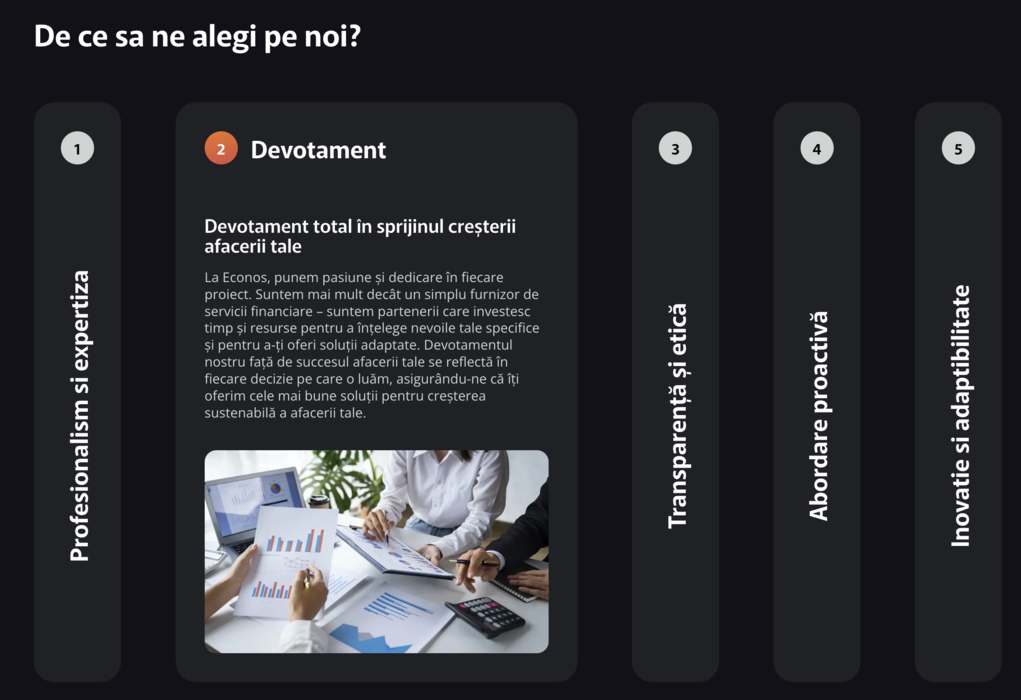 De ce sa ne alegi pe noi?
1
Profesionalism si expertiza
2
Devotament
Devotament total în sprijinul creșterii
afacerii tale
La Econos, punem pasiune și dedicare în fiecare
proiect. Suntem mai mult decât un simplu furnizor de
servicii financiare – suntem partenerii care investesc
timp și resurse pentru a înțelege nevoile tale specifice
și pentru a-ți oferi soluții adaptate. Devotamentul
nostru față de succesul afacerii tale se reflectă în
fiecare decizie pe care o luăm, asigurându-ne că îți
oferim cele mai bune soluții pentru creșterea
sustenabilă a afacerii tale.
3
Transparență și etică
4
Abordare proactivă
5
Inovatie si adaptibilitate